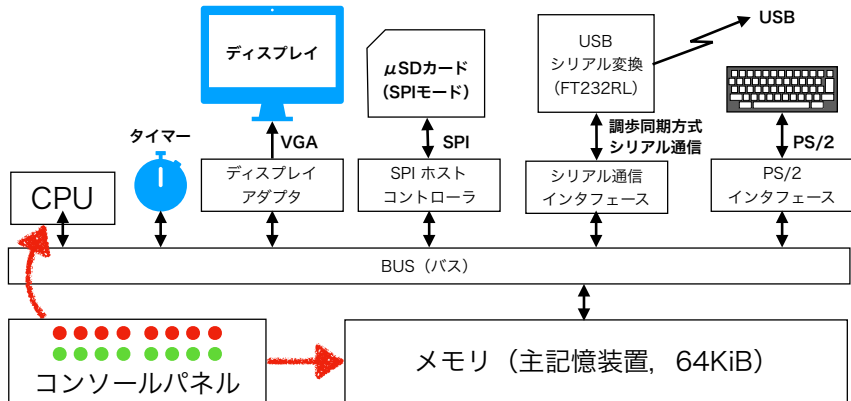 USB
ディスプレイ
μSDカード
(SPIモード)
USB
シリアル変換
(FT232RL)
タイマー
VGA
SPI
調歩同期方式
シリアル通信
PS/2
CPU
ディスプレイ
アダプタ
SPI ホスト
コントローラ
シリアル通信
インタフェース
PS/2
インタフェース
BUS(バス)
コンソールパネル
メモリ(主記憶装置, 64KiB)